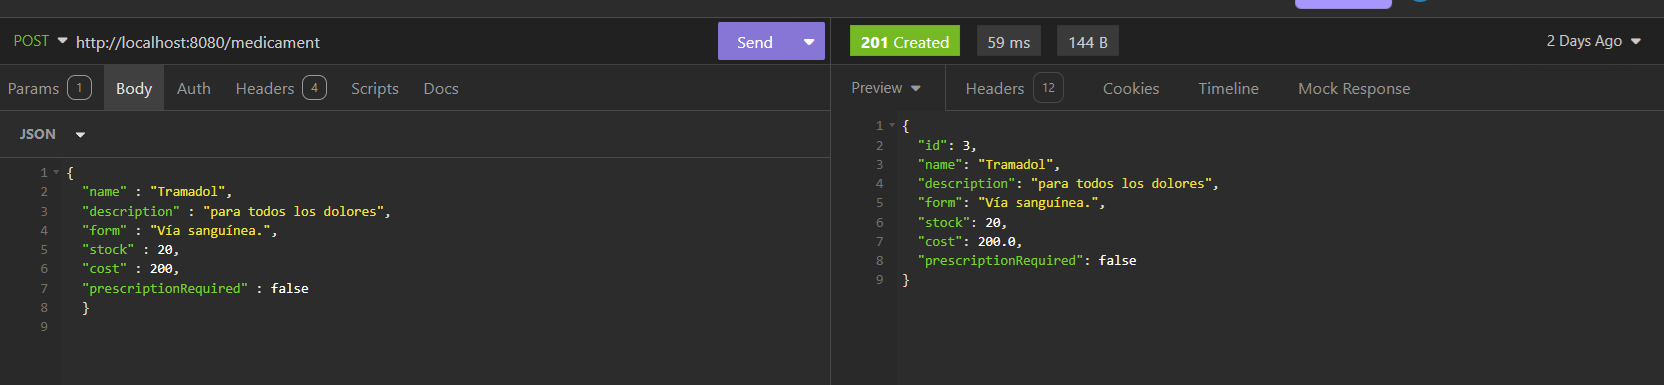 POST http://localhost:8080/medicament Send
201 Created 59 ms 144 B 2 Days Ago
Params 1 Body Auth Headers 4 Scripts Docs
Preview Headers 12 Cookies Timeline Mock Response
JSON
1 {
2 "name" : "Tramadol",
3 "description" : "para todos los dolores",
4 "form" : "Vía sanguínea.",
5 "stock" : 20,
6 "cost" : 200,
7 "prescriptionRequired" : false
8 }
9
1 {
2 "id": 3,
3 "name": "Tramadol",
4 "description": "para todos los dolores",
5 "form": "Vía sanguínea.",
6 "stock": 20,
7 "cost": 200.0,
8 "prescriptionRequired": false
9 }